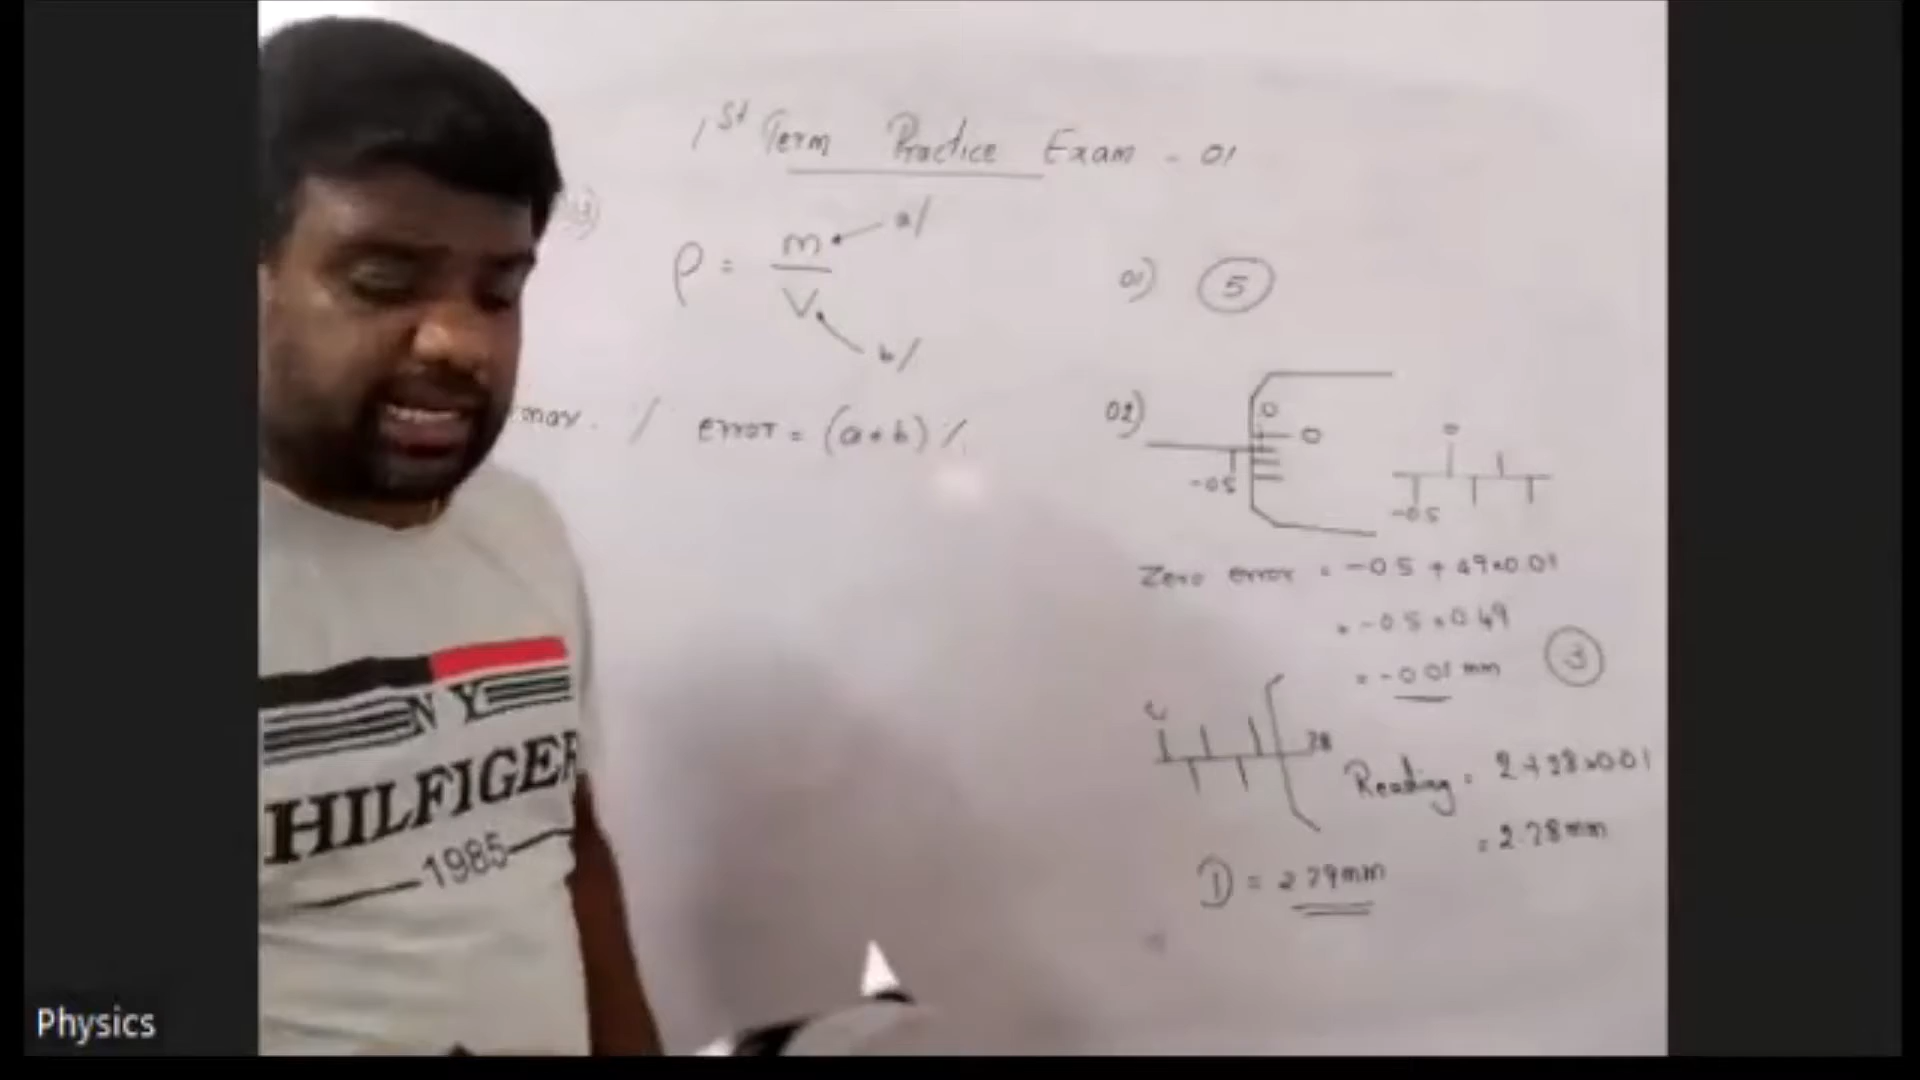 1st Term Practice Exam - 01
03)
ρ = m/V
a%
b%
max. % error = (a+b) %
01) 5
02)
0
0
-0.5
0
-0.5
Zero error = -0.5 + 49×0.01
= -0.5 + 0.49
= -0.01 mm
3
28
Reading = 2 + 28×0.01
= 2.28mm
D = 2.29mm
NY
HILFIGER
1985
Physics